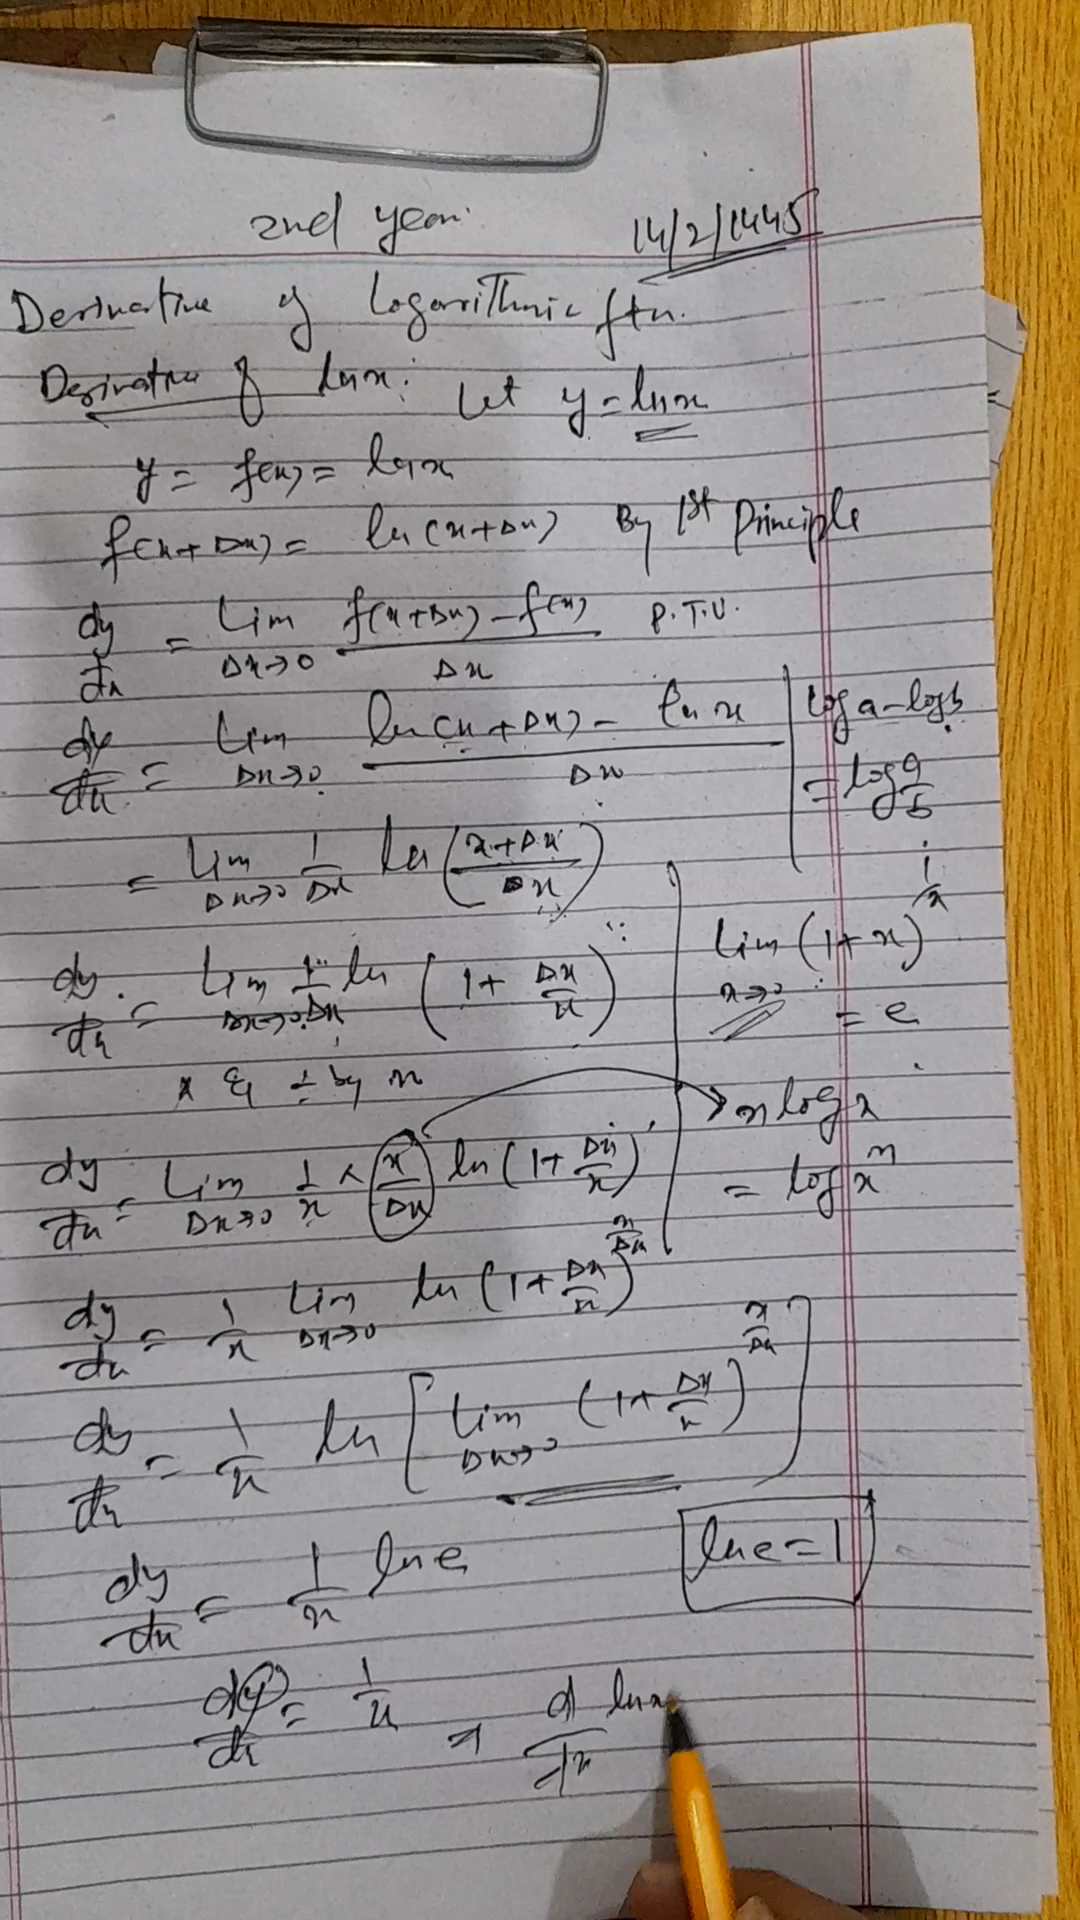 2nd year.
14/2/1445
Derivative of Logarithmic ftn.
Derivative of lnx: Let y = lnx
y = f(x) = lnx
f(x+Δx) = ln(x+Δx) By 1st Principle
dy/dx = Lim Δx→0 f(x+Δx) - f(x) / Δx P.T.V.
dy/dx = Lim Δx→0 ln(x+Δx) - lnx / Δx
log a - log b
= log a/b
= Lim Δx→0 1/Δx ln((x+Δx)/Δx)
dy/dx = Lim Δx→0 1/Δx ln(1 + Δx/x)
Lim x→0 (1+x)^1/x
= e
× & ÷ by x
dy/dx = Lim Δx→0 1/x × x/Δx ln(1+Δx/x)
n log x
= log x^n
dy/dx = 1/x Lim Δx→0 ln(1+Δx/x)^x/Δx
dy/dx = 1/x ln[Lim Δx→0 (1+Δx/x)^x/Δx]
dy/dx = 1/x lne
lne = 1
dy/dx = 1/x ⇒ d/dx lnx